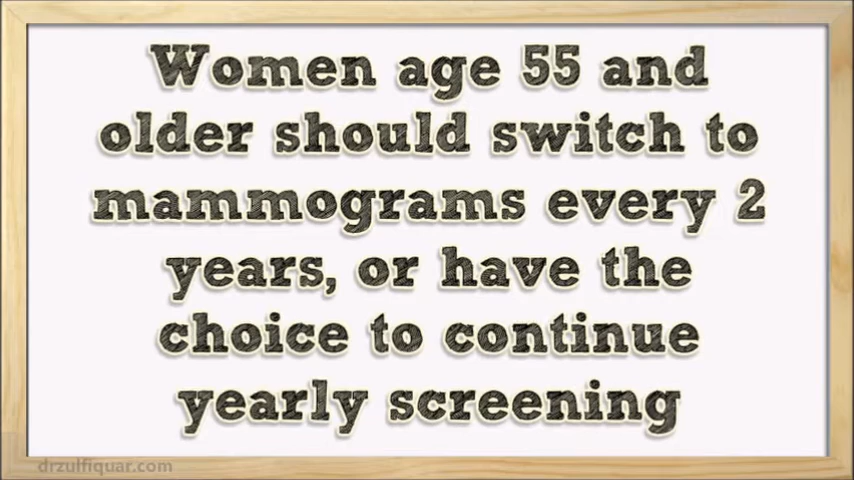 Women age 55 and
older should switch to
mammograms every 2
years, or have the
choice to continue
yearly screening
drzulfiquar.com